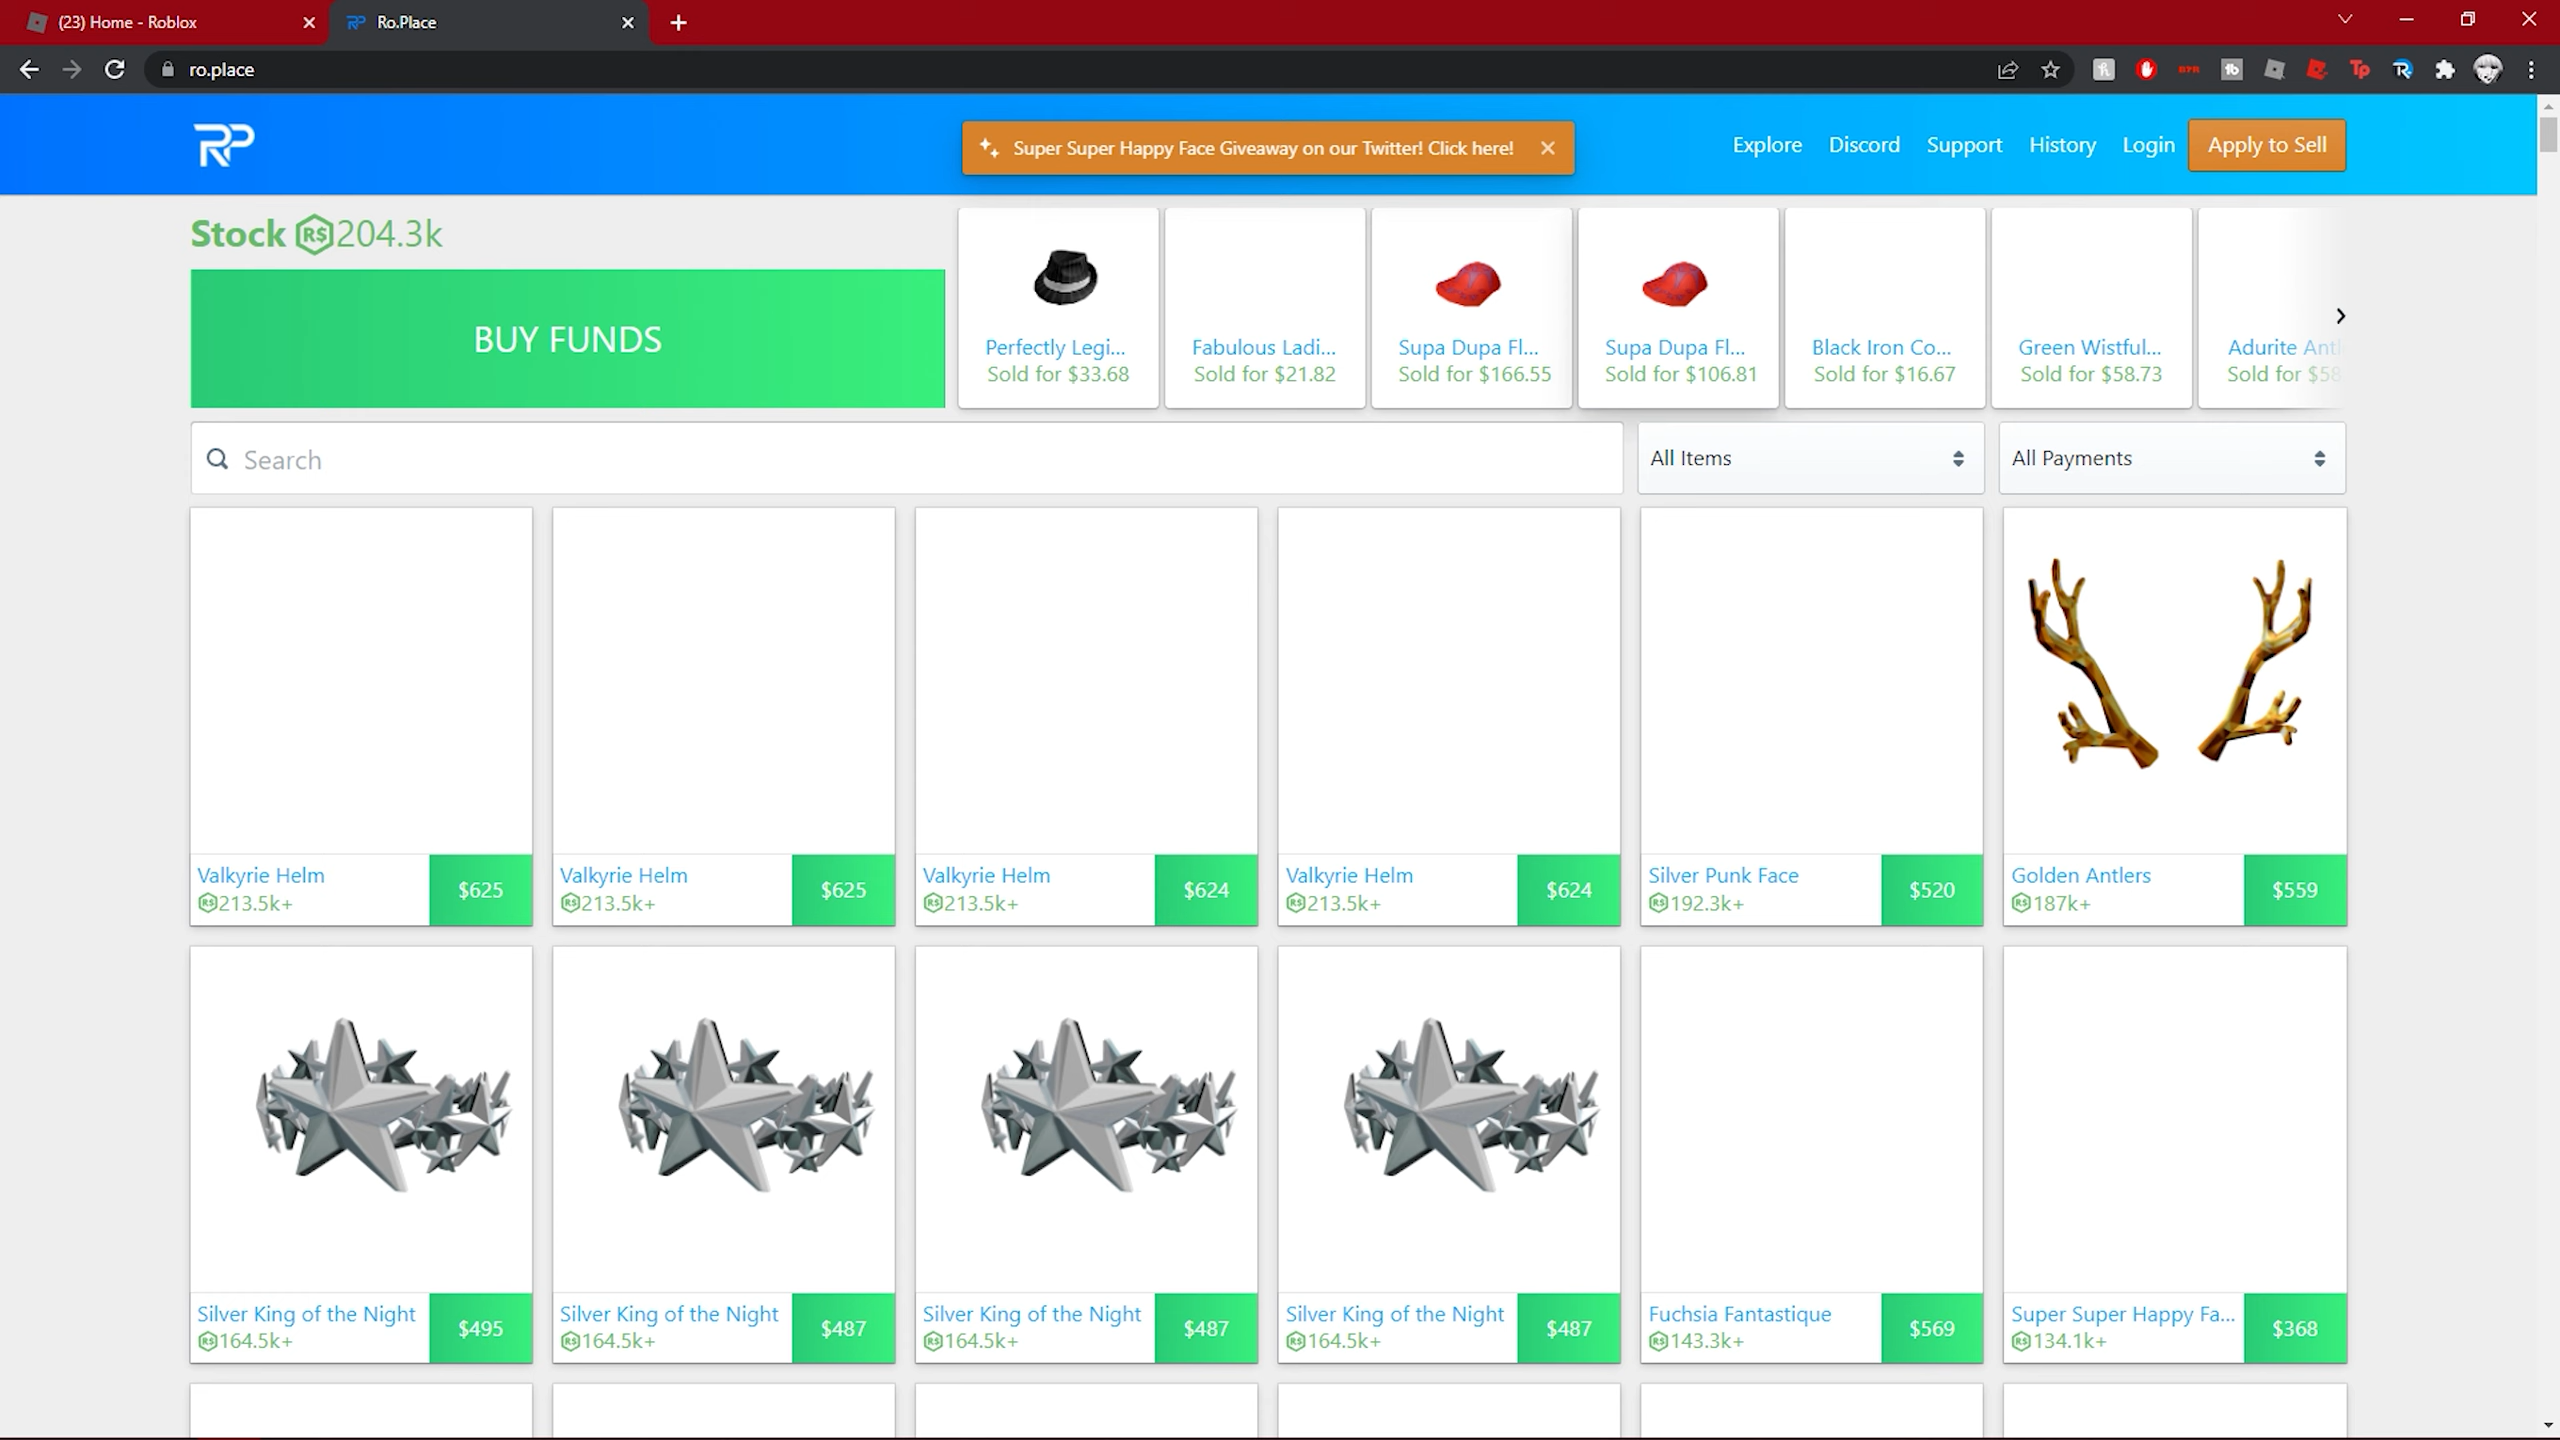 (23) Home - Roblox
Ro.Place
ro.place
RP
Super Super Happy Face Giveaway on our Twitter! Click here!
Explore
Discord
Support
History
Login
Apply to Sell
Stock R$204.3k
BUY FUNDS
Perfectly Legi...
Sold for $33.68
Fabulous Ladi...
Sold for $21.82
Supa Dupa Fl...
Sold for $166.55
Supa Dupa Fl...
Sold for $106.81
Black Iron Co...
Sold for $16.67
Green Wistful...
Sold for $58.73
Adurite
Sold for
Search
All Items
All Payments
Valkyrie Helm
R$213.5k+
$625
Valkyrie Helm
R$213.5k+
$625
Valkyrie Helm
R$213.5k+
$624
Valkyrie Helm
R$213.5k+
$624
Silver Punk Face
R$192.3k+
$520
Golden Antlers
R$187k+
$559
Silver King of the Night
R$164.5k+
$495
Silver King of the Night
R$164.5k+
$487
Silver King of the Night
R$164.5k+
$487
Silver King of the Night
R$164.5k+
$487
Fuchsia Fantastique
R$143.3k+
$569
Super Super Happy Fa...
R$134.1k+
$368